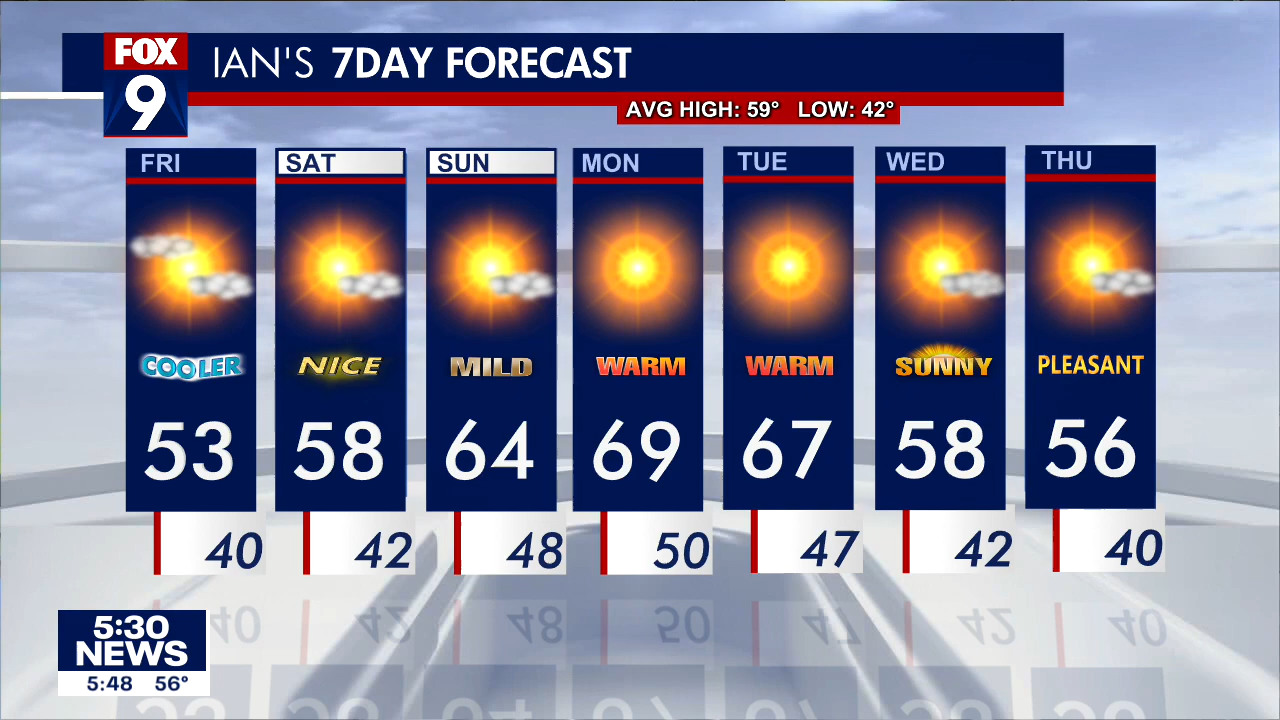 FOX
9
IAN'S 7DAY FORECAST
AVG HIGH: 59° LOW: 42°
FRI SAT SUN MON TUE WED THU
COOLER NICE MILD WARM WARM SUNNY PLEASANT
53 58 64 69 67 58 56
40 42 48 50 47 42 40
5:30
NEWS
5:48 56°